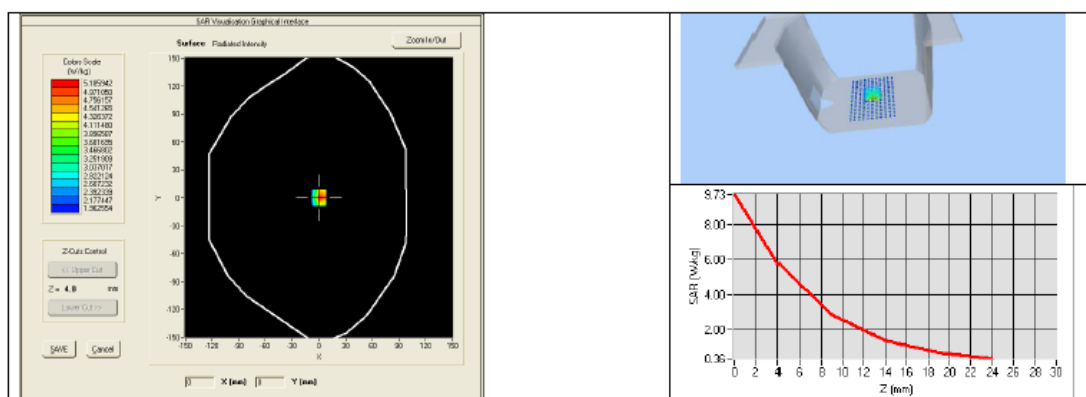 SAR Visualisation Graphical Interface
Surface Radiated Intensity
Zoom In/Out
Colors Scale
(W/kg)
5.185942
4.971050
4.756157
4.541265
4.326372
4.111480
3.896587
3.681695
3.466802
3.251909
3.037017
2.822124
2.607232
2.392339
2.177447
1.962554
150
120
90
60
30
0
-30
-60
-90
-120
-150
Y
-150 -120 -90 -60 -30 0 30 60 90 120 150
X
Z-Cuts Control
<< Upper Cut
Z = 4.0 mm
Lower Cut >>
SAVE Cancel
X (mm) Y (mm)
9.73
8.00
6.00
4.00
2.00
0.36
SAR (W/kg)
0 2 4 6 8 10 12 14 16 18 20 22 24 26 28 30
Z (mm)